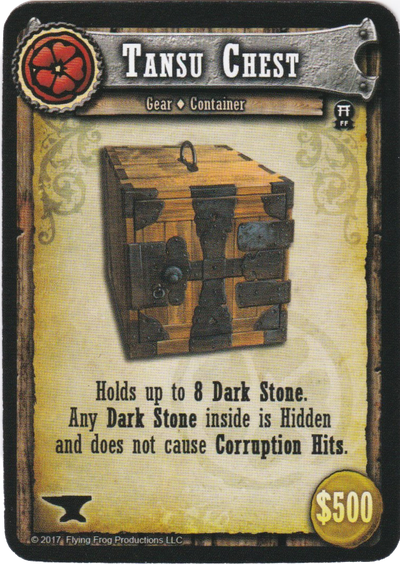 Tansu Chest
Gear ♦ Container
FF
Holds up to 8 Dark Stone.
Any Dark Stone inside is Hidden
and does not cause Corruption Hits.
$500
© 2017, Flying Frog Productions LLC